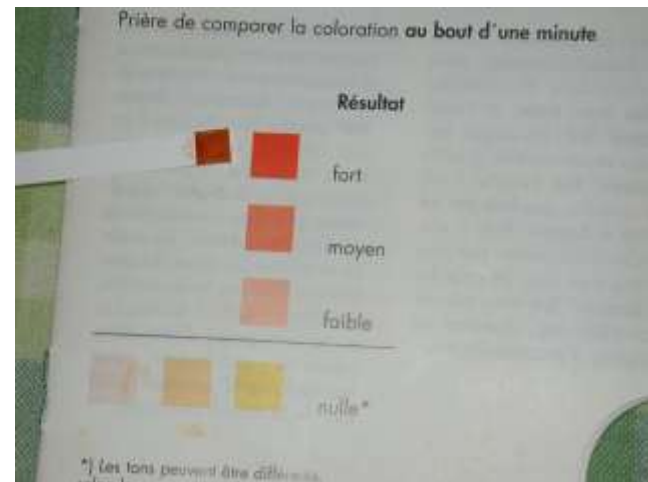 Prière de comparer la coloration au bout d'une minute
Résultat
fort
moyen
faible
nulle*
*) Les tons peuvent être